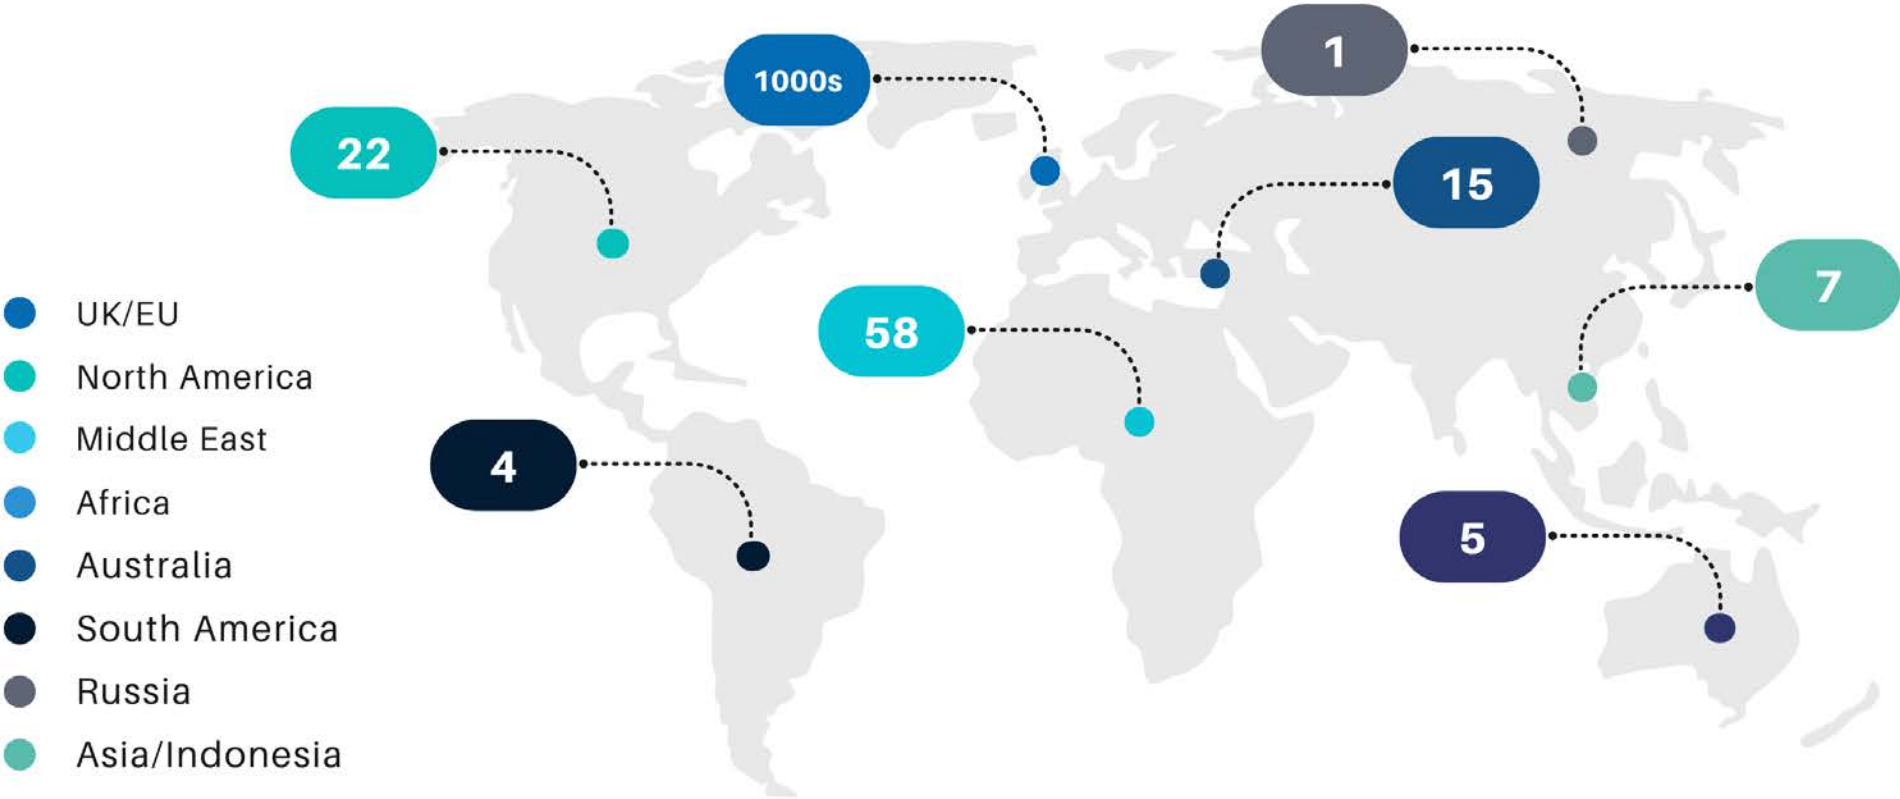 1
1000s
22
15
7
58
4
5
UK/EU
North America
Middle East
Africa
Australia
South America
Russia
Asia/Indonesia